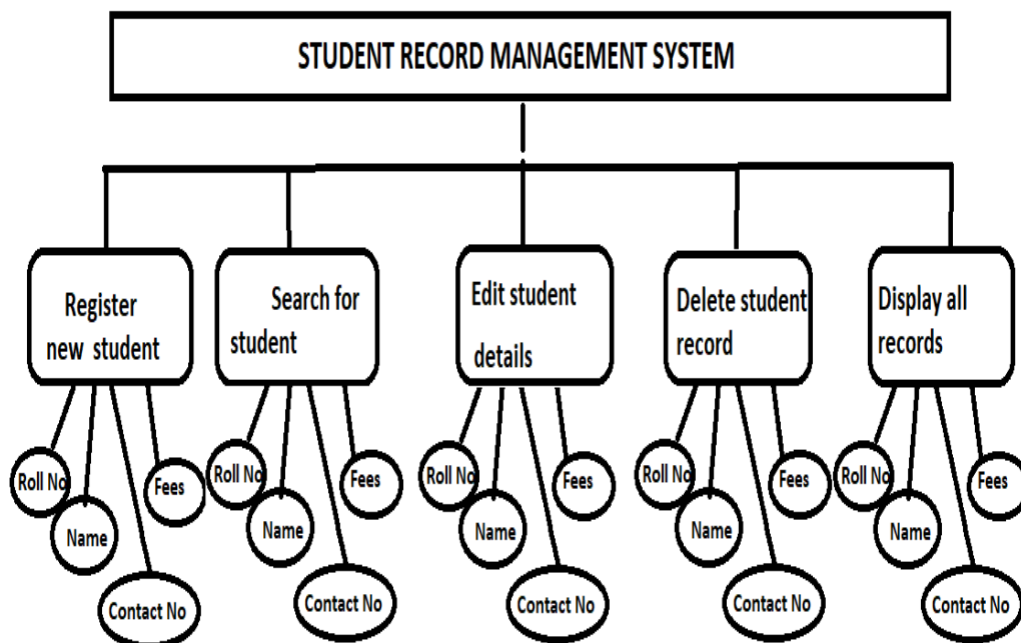 STUDENT RECORD MANAGEMENT SYSTEM
Register
new student
Search for
student
Edit student
details
Delete student
record
Display all
records
Roll No
Name
Contact No
Fees
Roll No
Name
Contact No
Fees
Roll No
Name
Contact No
Fees
Roll No
Name
Contact No
Fees
Roll No
Name
Contact No
Fees